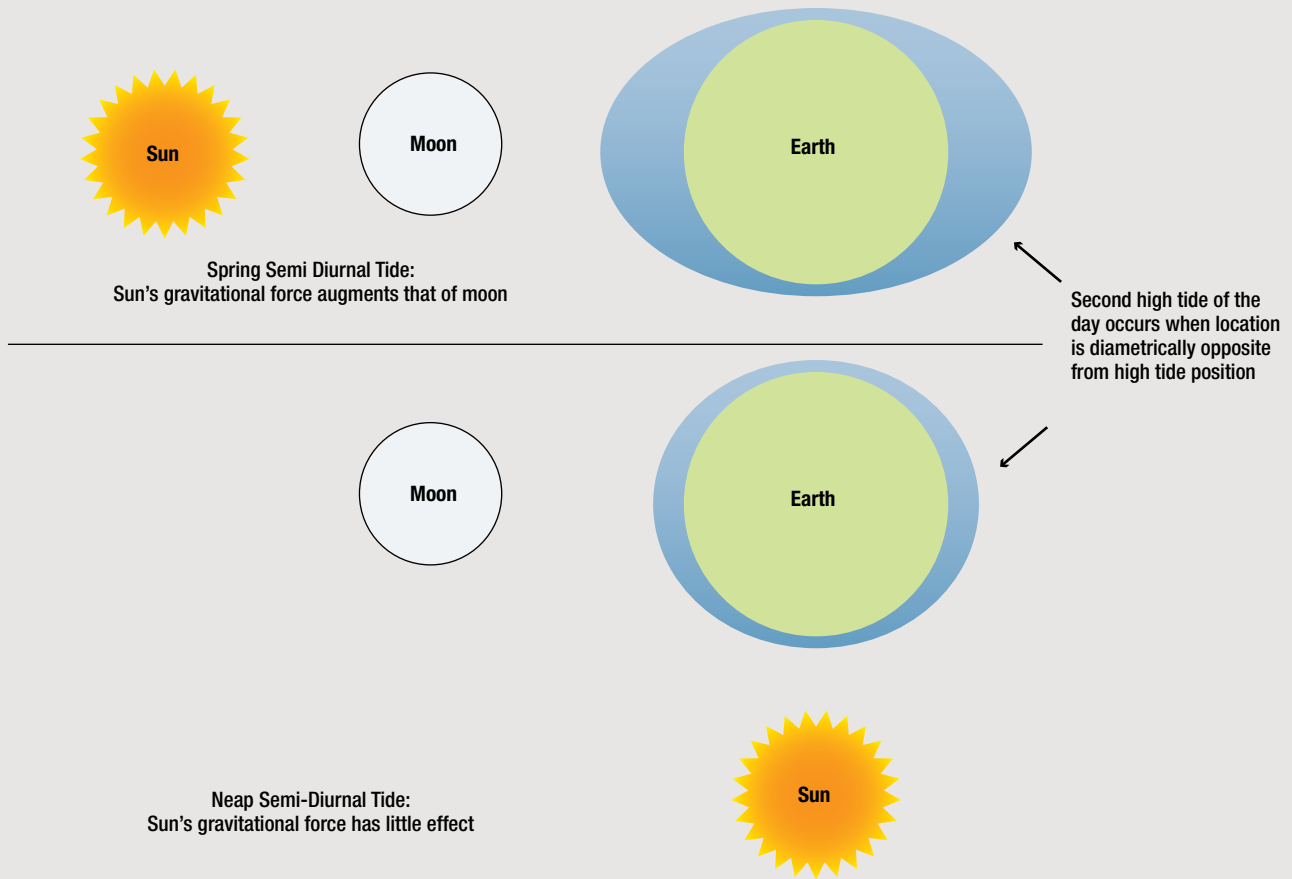 Sun
Moon
Earth
Spring Semi Diurnal Tide:
Sun’s gravitational force augments that of moon
Second high tide of the
day occurs when location
is diametrically opposite
from high tide position
Moon
Earth
Neap Semi-Diurnal Tide:
Sun’s gravitational force has little effect
Sun